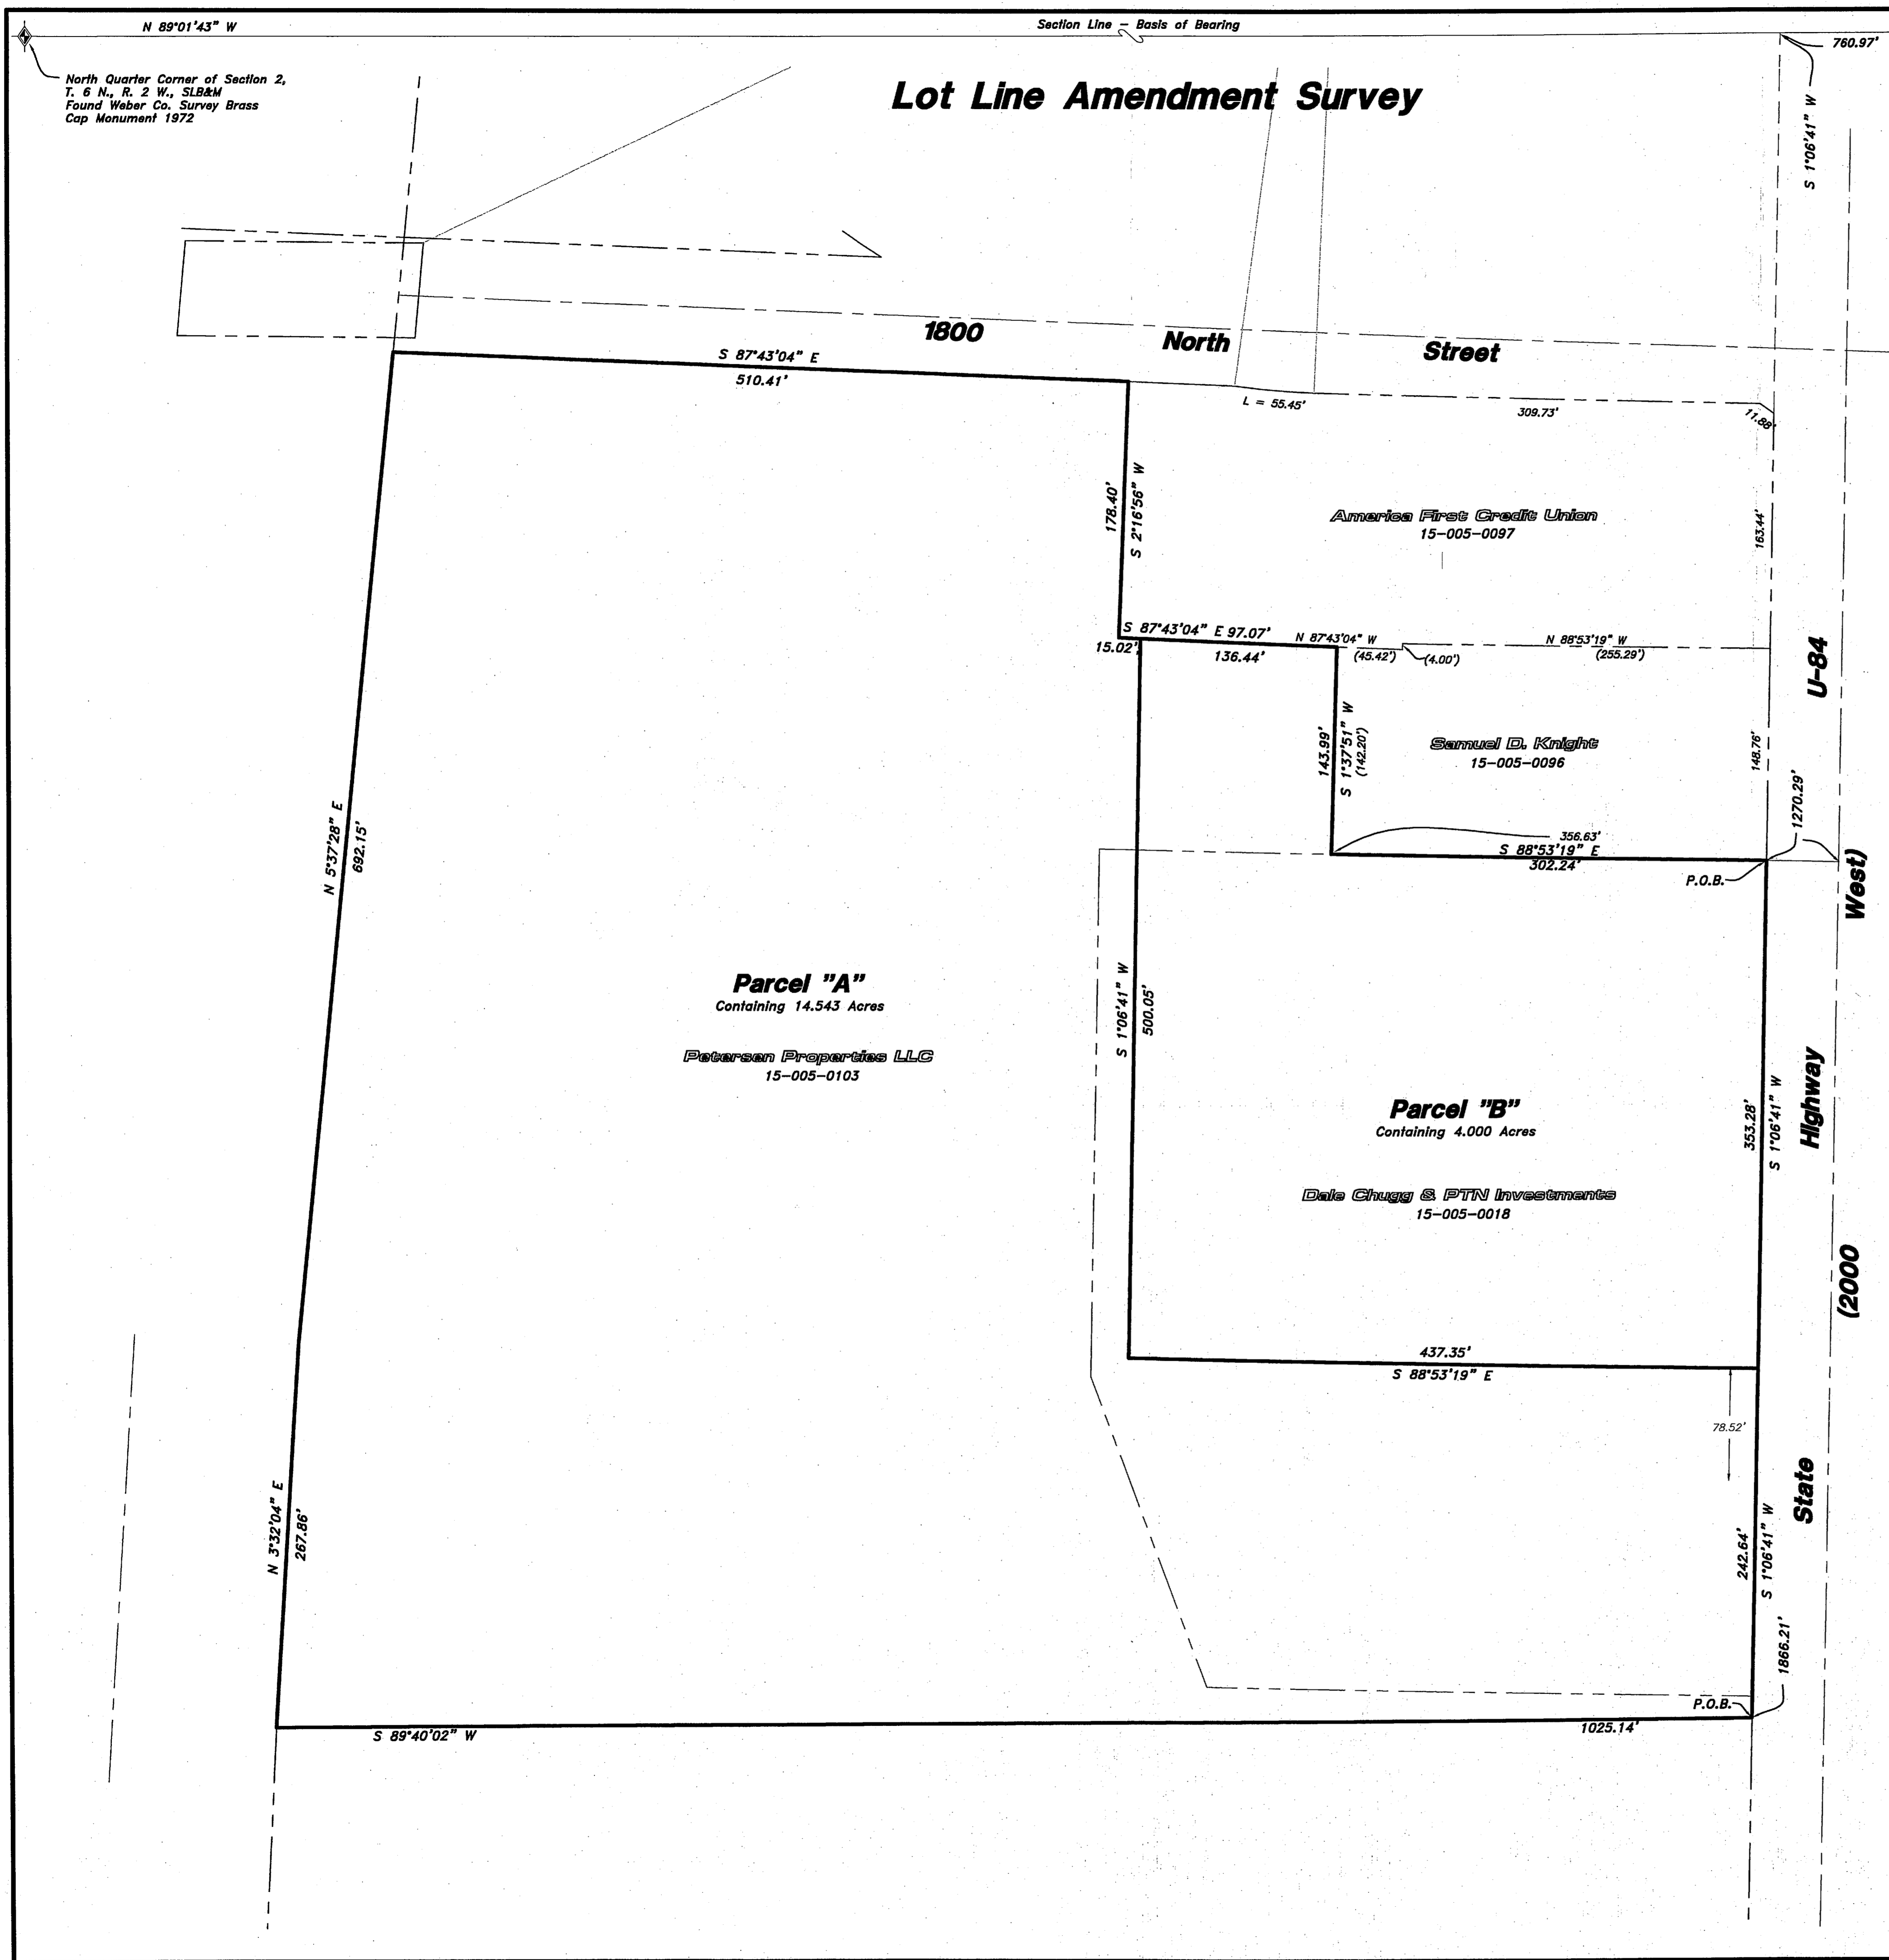 N 89°01'43" W
Section Line – Basis of Bearing
760.97'
North Quarter Corner of Section 2,
T. 6 N., R. 2 W., SLB&M
Found Weber Co. Survey Brass
Cap Monument 1972
Lot Line Amendment Survey
S 1°06'41" W
1800 North Street
S 87°43'04" E
510.41'
L = 55.45'
309.73'
11.88'
178.40'
S 2°16'56" W
America First Credit Union
15-005-0097
163.44'
S 87°43'04" E 97.07'
15.02'
136.44'
N 87°43'04" W
(45.42')
(4.00')
N 88°53'19" W
(255.29')
U-84
143.99'
S 1°37'51" W
(142.20')
Samuel D. Knight
15-005-0096
148.76'
1270.29'
356.63'
S 88°53'19" E
302.24'
P.O.B.
West)
N 5°37'28" E
692.15'
Parcel "A"
Containing 14.543 Acres
Petersen Properties LLC
15-005-0103
S 1°06'41" W
500.05'
Parcel "B"
Containing 4.000 Acres
Dale Chugg & PTN Investments
15-005-0018
353.28'
S 1°06'41" W
Highway
(2000
437.35'
S 88°53'19" E
78.52'
State
N 3°32'04" E
267.86'
242.64'
S 1°06'41" W
1866.21'
P.O.B.
S 89°40'02" W
1025.14'